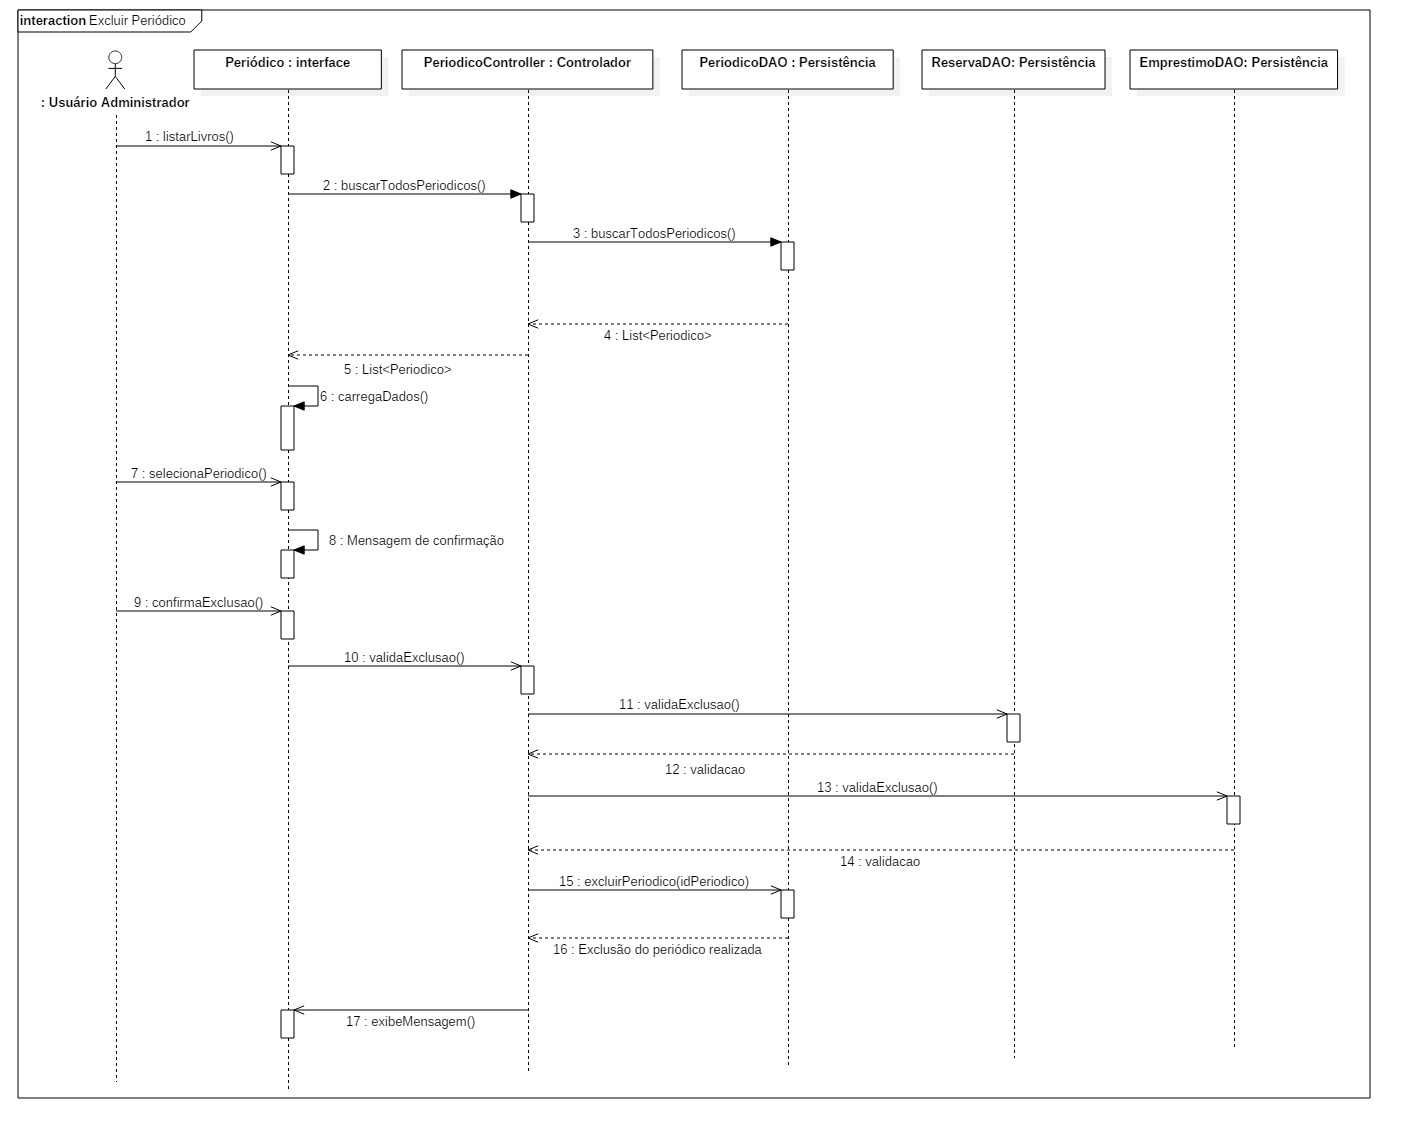 interaction Excluir Periódico
: Usuário Administrador
Periódico : interface
PeriodicoController : Controlador
PeriodicoDAO : Persistência
ReservaDAO: Persistência
EmprestimoDAO: Persistência
1 : listarLivros()
2 : buscarTodosPeriodicos()
3 : buscarTodosPeriodicos()
4 : List<Periodico>
5 : List<Periodico>
6 : carregaDados()
7 : selecionaPeriodico()
8 : Mensagem de confirmação
9 : confirmaExclusao()
10 : validaExclusao()
11 : validaExclusao()
12 : validacao
13 : validaExclusao()
14 : validacao
15 : excluirPeriodico(idPeriodico)
16 : Exclusão do periódico realizada
17 : exibeMensagem()